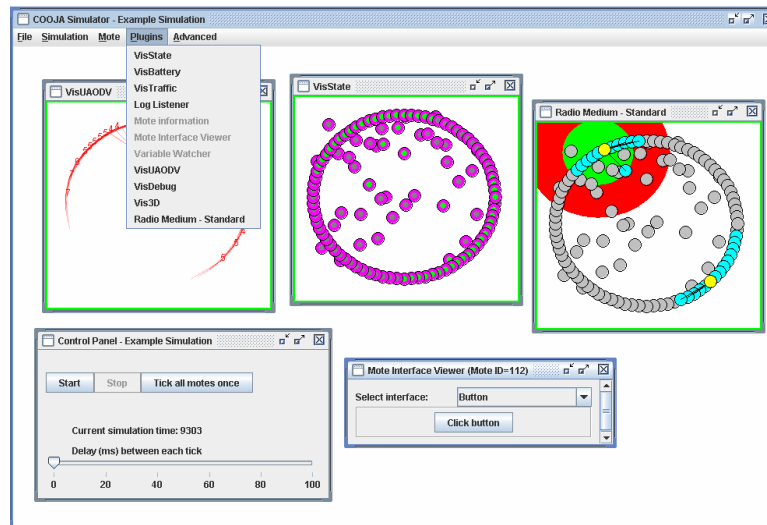 COOJA Simulator - Example Simulation
File Simulation Mote Plugins Advanced
VisState
VisBattery
VisTraffic
Log Listener
Mote information
Mote Interface Viewer
Variable Watcher
VisUAODV
VisDebug
Vis3D
Radio Medium - Standard
VisUAODV
VisState
Radio Medium - Standard
Control Panel - Example Simulation
Start Stop Tick all motes once
Current simulation time: 9303
Delay (ms) between each tick
0 20 40 60 80 100
Mote Interface Viewer (Mote ID=112)
Select interface: Button
Click button